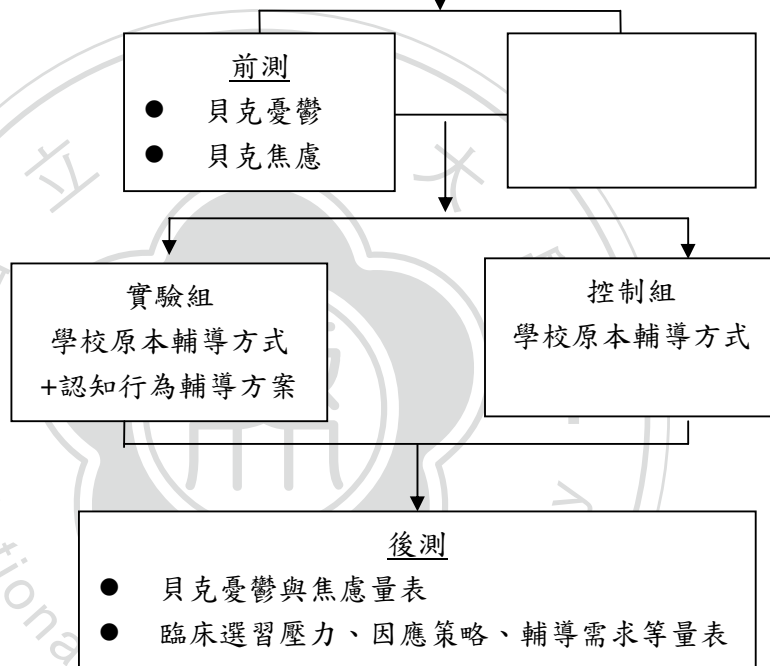 前測
● 貝克憂鬱
● 貝克焦慮
立
大
實驗組
學校原本輔導方式
+認知行為輔導方案
控制組
學校原本輔導方式
後測
● 貝克憂鬱與焦慮量表
● 臨床選習壓力、因應策略、輔導需求等量表
tiona